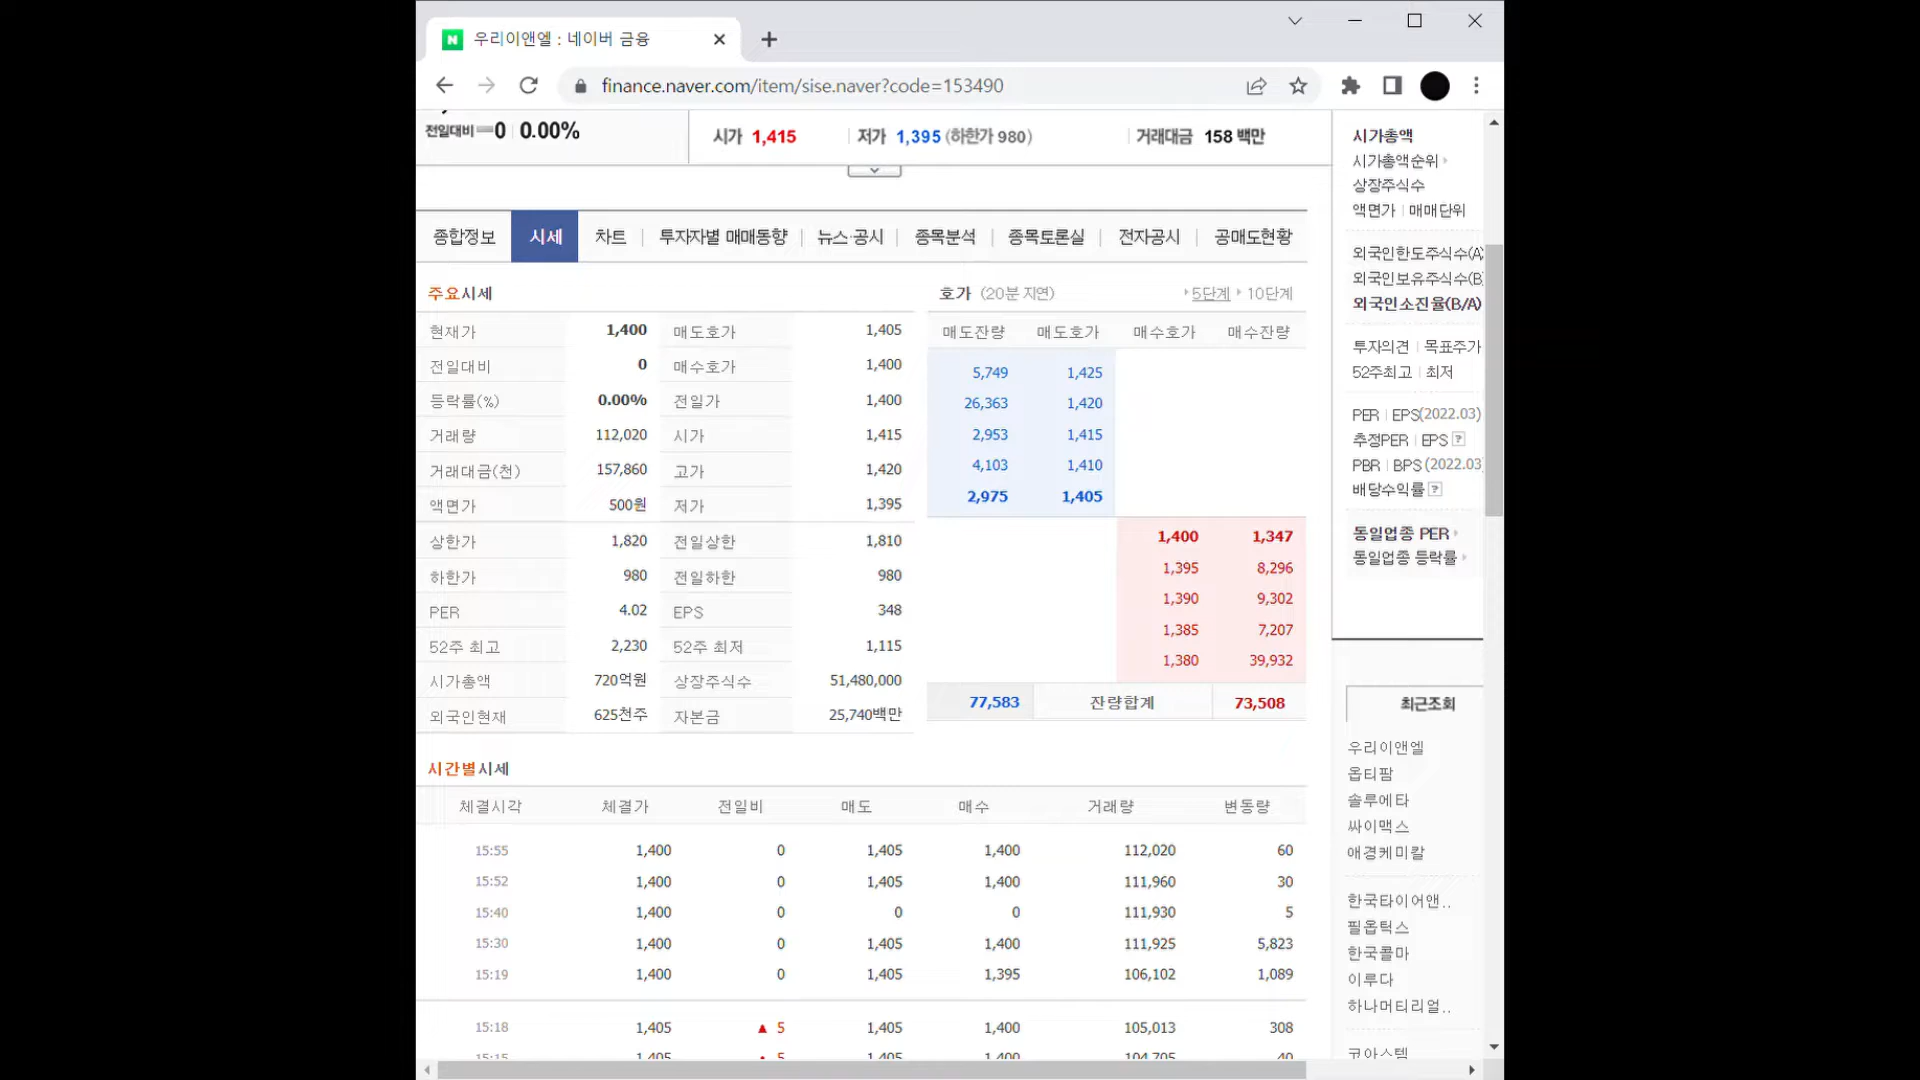 우리이앤엘 : 네이버 금융
finance.naver.com/item/sise.naver?code=153490
전일대비 0 0.00%
시가 1,415 저가 1,395 (하한가 980) 거래대금 158 백만
종합정보 시세 차트 투자자별 매매동향 뉴스·공시 종목분석 종목토론실 전자공시 공매도현황
주요시세
현재가 1,400 매도호가 1,405
전일대비 0 매수호가 1,400
등락률(%) 0.00% 전일가 1,400
거래량 112,020 시가 1,415
거래대금(천) 157,860 고가 1,420
액면가 500원 저가 1,395
상한가 1,820 전일상한 1,810
하한가 980 전일하한 980
PER 4.02 EPS 348
52주 최고 2,230 52주 최저 1,115
시가총액 720억원 상장주식수 51,480,000
외국인현재 625천주 자본금 25,740백만
호가 (20분 지연) 5단계 10단계
매도잔량 매도호가 매수호가 매수잔량
5,749 1,425
26,363 1,420
2,953 1,415
4,103 1,410
2,975 1,405
1,400 1,347
1,395 8,296
1,390 9,302
1,385 7,207
1,380 39,932
77,583 잔량합계 73,508
시간별시세
체결시각 체결가 전일비 매도 매수 거래량 변동량
15:55 1,400 0 1,405 1,400 112,020 60
15:52 1,400 0 1,405 1,400 111,960 30
15:40 1,400 0 0 0 111,930 5
15:30 1,400 0 1,405 1,400 111,925 5,823
15:19 1,400 0 1,405 1,395 106,102 1,089
15:18 1,405 ▲ 5 1,405 1,400 105,013 308
15:15 1,405 5 1,405 1,400 104,705 40
시가총액
시가총액순위
상장주식수
액면가 | 매매단위
외국인한도주식수(A)
외국인보유주식수(B
외국인소진율(B/A)
투자의견 | 목표주가
52주최고 | 최저
PER | EPS(2022.03)
추정PER | EPS ?
PBR | BPS (2022.03)
배당수익률 ?
동일업종 PER
동일업종 등락률
최근조회
우리이앤엘
옵티팜
솔루에타
싸이맥스
애경케미칼
한국타이어앤..
필옵틱스
한국콜마
이루다
하나머티리얼..
코아스템